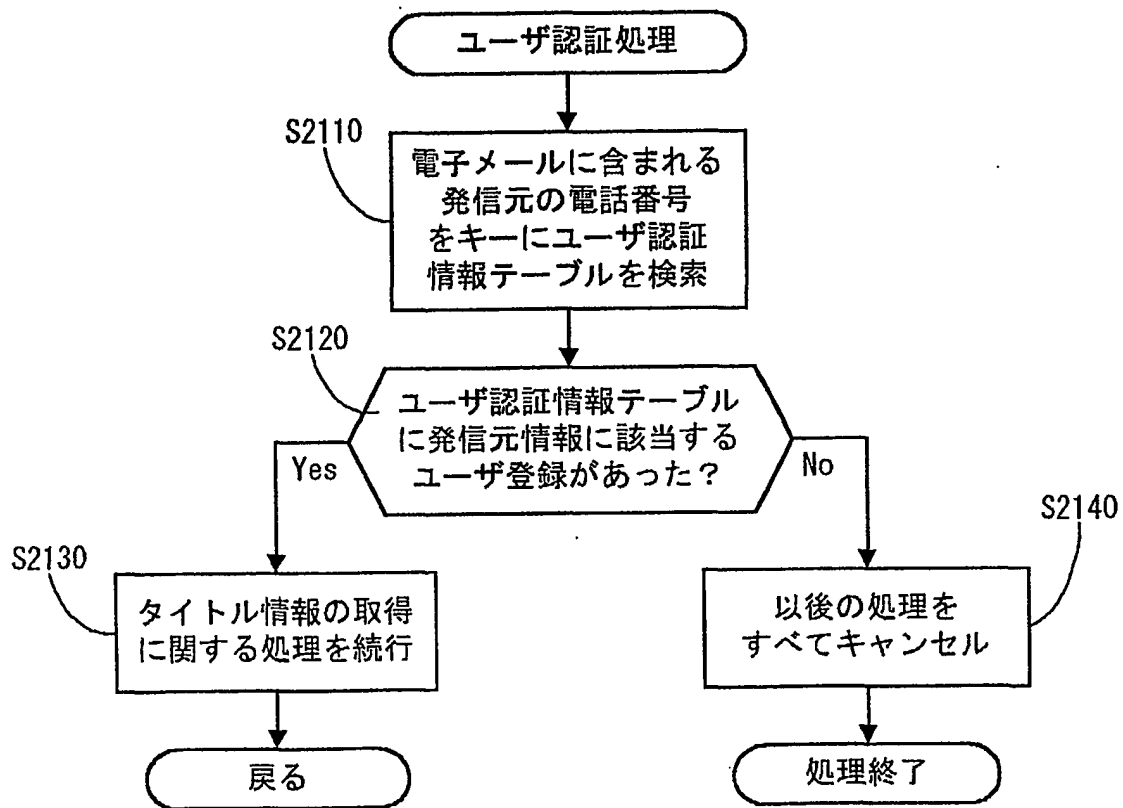 ユーザ認証処理
S2110
電子メールに含まれる
発信元の電話番号
をキーにユーザ認証
情報テーブルを検索
S2120
ユーザ認証情報テーブル
に発信元情報に該当する
ユーザ登録があった？
Yes
No
S2130
タイトル情報の取得
に関する処理を続行
S2140
以後の処理を
すべてキャンセル
戻る
処理終了